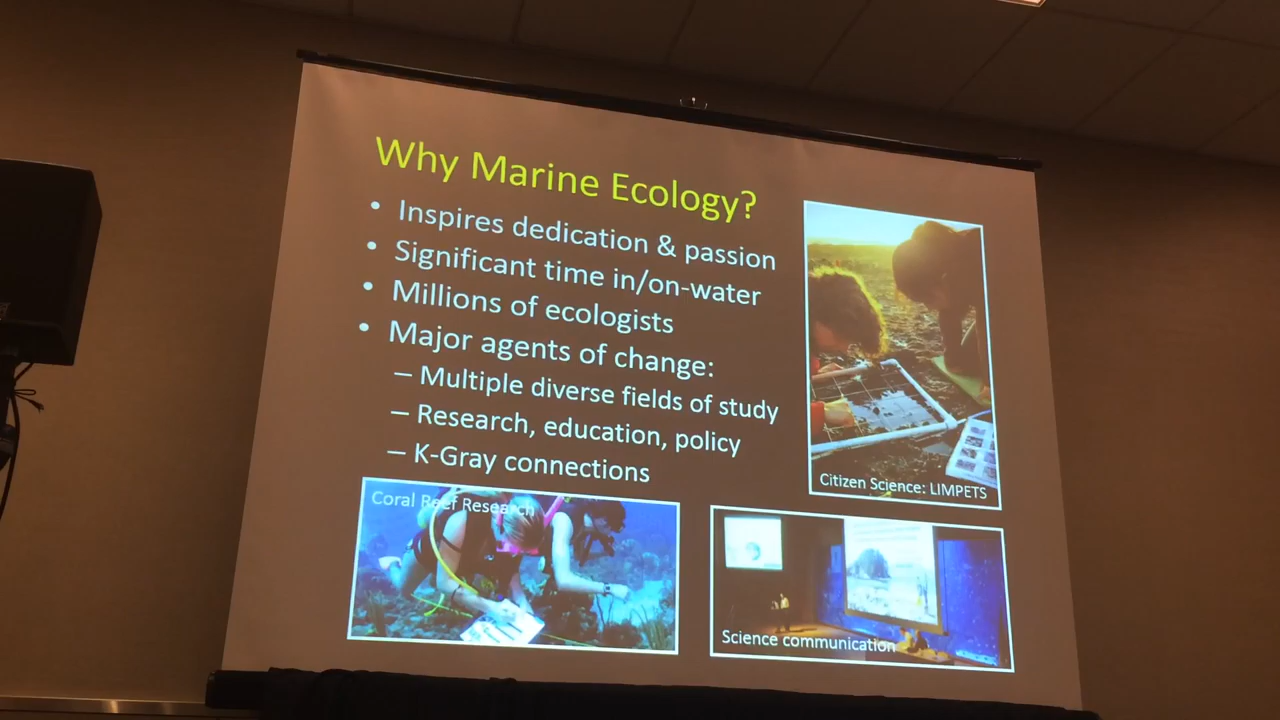 Why Marine Ecology?
• Inspires dedication & passion
• Significant time in/on-water
• Millions of ecologists
• Major agents of change:
– Multiple diverse fields of study
– Research, education, policy
– K-Gray connections
Citizen Science: LIMPETS
Coral Reef Research
Science communication